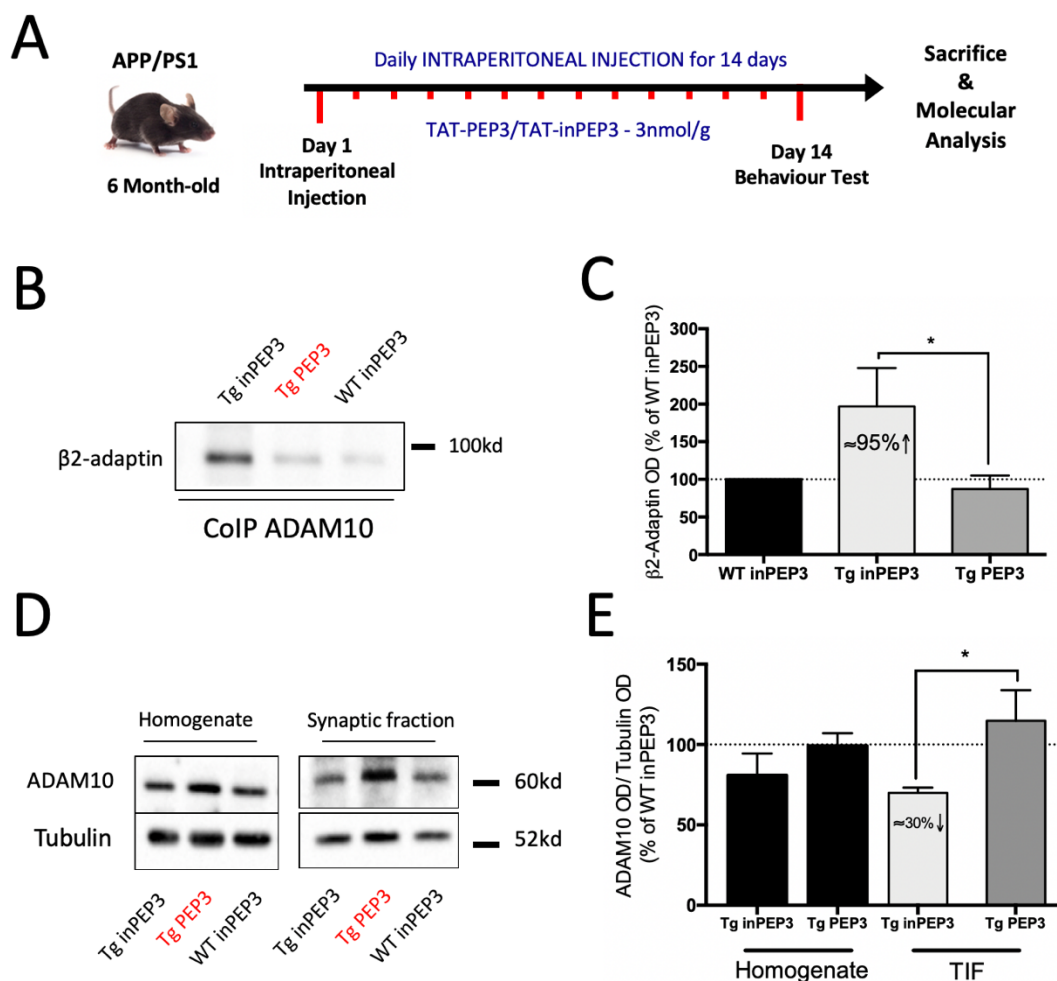 A
APP/PS1
6 Month-old
Daily INTRAPERITONEAL INJECTION for 14 days
TAT-PEP3/TAT-inPEP3 - 3nmol/g
Day 1
Intraperitoneal
Injection
Day 14
Behaviour Test
Sacrifice
&
Molecular
Analysis
B
Tg inPEP3
Tg PEP3
WT inPEP3
β2-adaptin
100kd
CoIP ADAM10
C
β2-Adaptin OD (% of WT inPEP3)
300
250
200
150
100
50
0
*
≈95%↑
WT inPEP3
Tg inPEP3
Tg PEP3
D
Homogenate
Synaptic fraction
ADAM10
60kd
Tubulin
52kd
Tg inPEP3
Tg PEP3
WT inPEP3
Tg inPEP3
Tg PEP3
WT inPEP3
E
ADAM10 OD/ Tubulin OD
(% of WT inPEP3)
150
100
50
0
*
≈30%↓
Tg inPEP3
Tg PEP3
Tg inPEP3
Tg PEP3
Homogenate
TIF